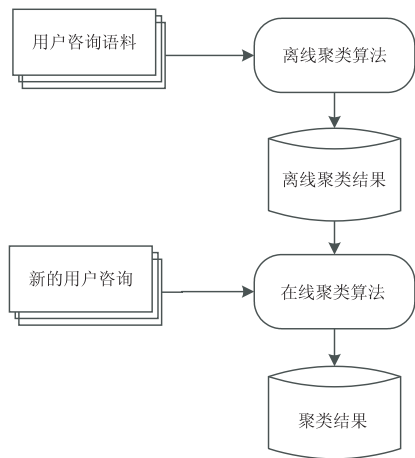 用户咨询语料
离线聚类算法
离线聚类结果
新的用户咨询
在线聚类算法
聚类结果